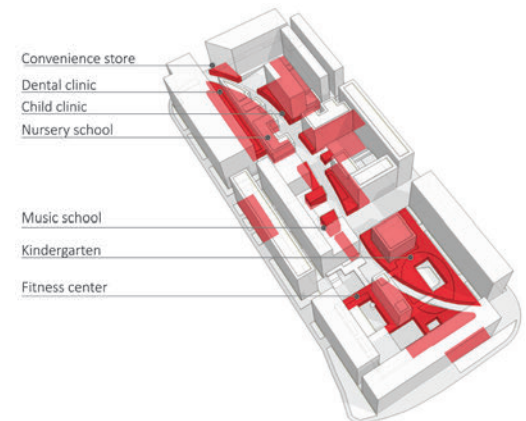 Convenience store
Dental clinic
Child clinic
Nursery school
Music school
Kindergarten
Fitness center